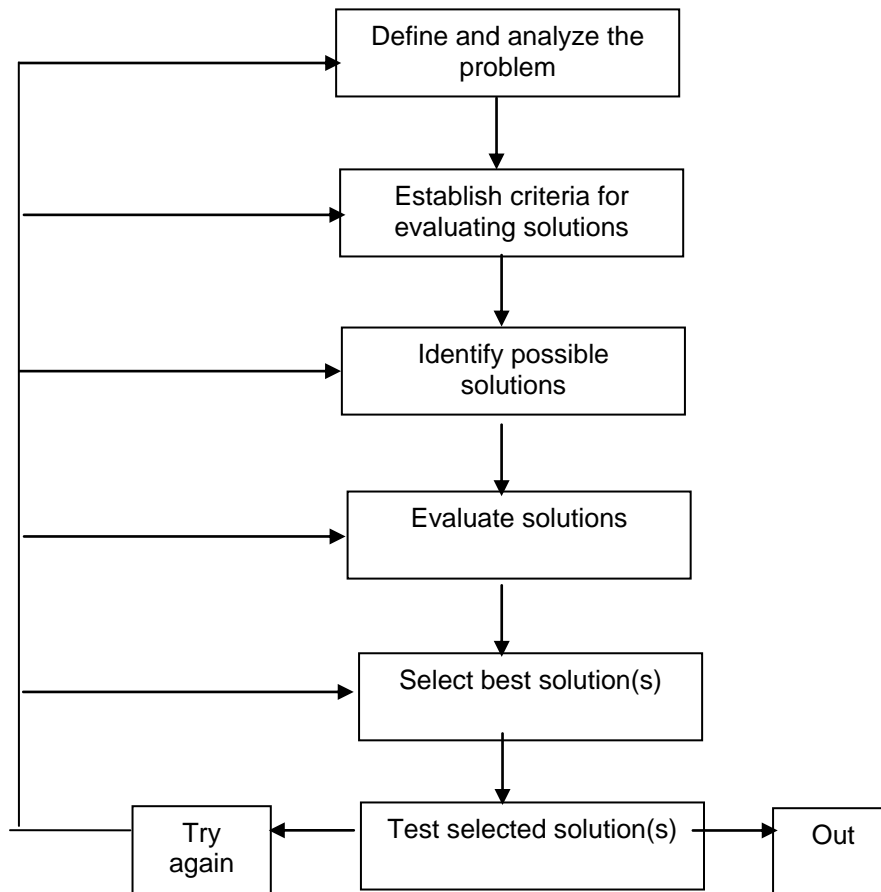 Define and analyze the
problem
Establish criteria for
evaluating solutions
Identify possible
solutions
Evaluate solutions
Select best solution(s)
Try
again
Test selected solution(s)
Out